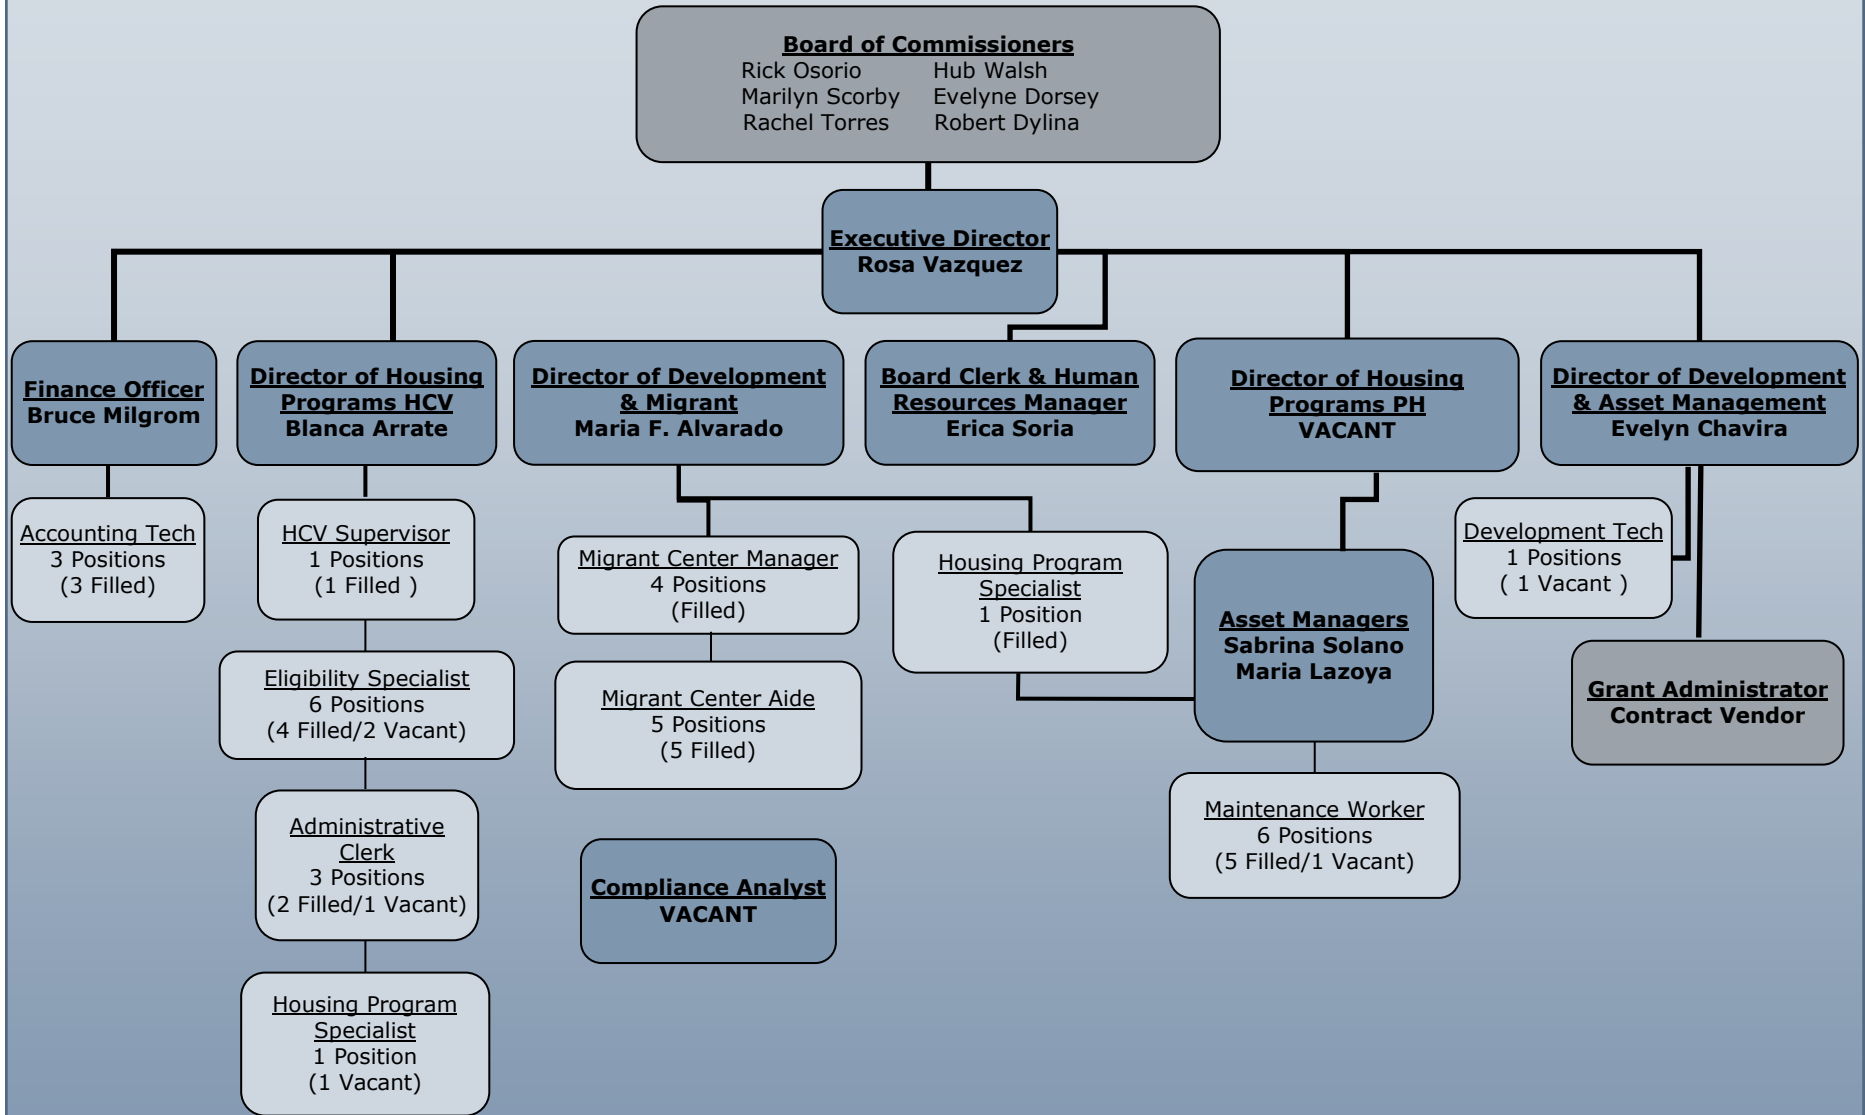 Board of Commissioners
Rick Osorio Hub Walsh
Marilyn Scorby Evelyne Dorsey
Rachel Torres Robert Dylina
Executive Director
Rosa Vazquez
Finance Officer
Bruce Milgrom
Director of Housing
Programs HCV
Blanca Arrate
Director of Development
& Migrant
Maria F. Alvarado
Board Clerk & Human
Resources Manager
Erica Soria
Director of Housing
Programs PH
VACANT
Director of Development
& Asset Management
Evelyn Chavira
Accounting Tech
3 Positions
(3 Filled)
HCV Supervisor
1 Positions
(1 Filled )
Migrant Center Manager
4 Positions
(Filled)
Housing Program
Specialist
1 Position
(Filled)
Asset Managers
Sabrina Solano
Maria Lazoya
Development Tech
1 Positions
( 1 Vacant )
Eligibility Specialist
6 Positions
(4 Filled/2 Vacant)
Migrant Center Aide
5 Positions
(5 Filled)
Grant Administrator
Contract Vendor
Administrative
Clerk
3 Positions
(2 Filled/1 Vacant)
Maintenance Worker
6 Positions
(5 Filled/1 Vacant)
Compliance Analyst
VACANT
Housing Program
Specialist
1 Position
(1 Vacant)